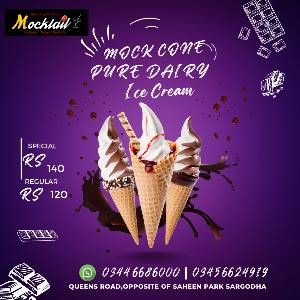 Mocktail
MOCK CONE
PURE DAIRY
Ice Cream
SPECIAL
RS 140
REGULAR
RS 120
03446686000 | 03456624979
QUEENS ROAD,OPPOSITE OF SAHEEN PARK SARGODHA